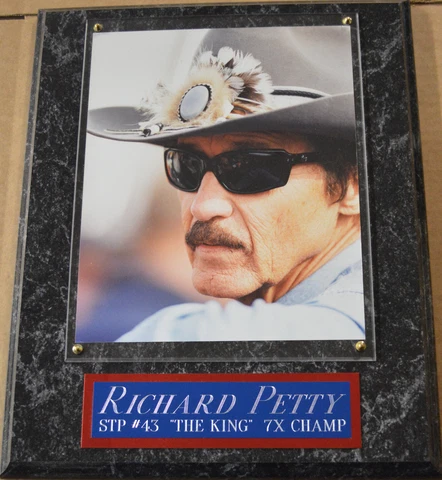 RICHARD PETTY
STP #43 "THE KING" 7X CHAMP